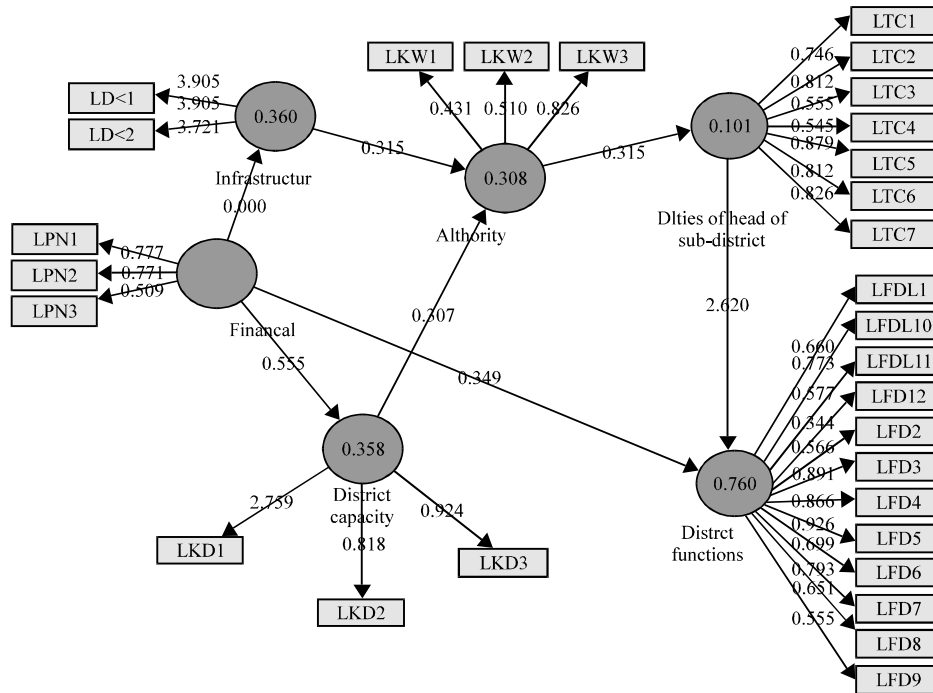 LKW1 LKW2 LKW3
0.431 0.510 0.826
LD<1
LD<2
3.905
3.905
3.721
0.360
Infrastructur
0.315
0.308
Althority
0.315
0.101
Dlties of head of
sub-district
LTC1
LTC2
LTC3
LTC4
LTC5
LTC6
LTC7
0.746
0.812
0.555
0.545
0.879
0.812
0.826
0.000
LPN1
LPN2
LPN3
0.777
0.771
0.509
Financal
0.555
0.307
0.349
2.620
0.358
District
capacity
2.759
0.818
0.924
LKD1
LKD2
LKD3
0.760
Distrct
functions
0.660
0.773
0.577
0.344
0.566
0.891
0.866
0.926
0.699
0.793
0.651
0.555
LFDL1
LFDL10
LFDL11
LFD12
LFD2
LFD3
LFD4
LFD5
LFD6
LFD7
LFD8
LFD9